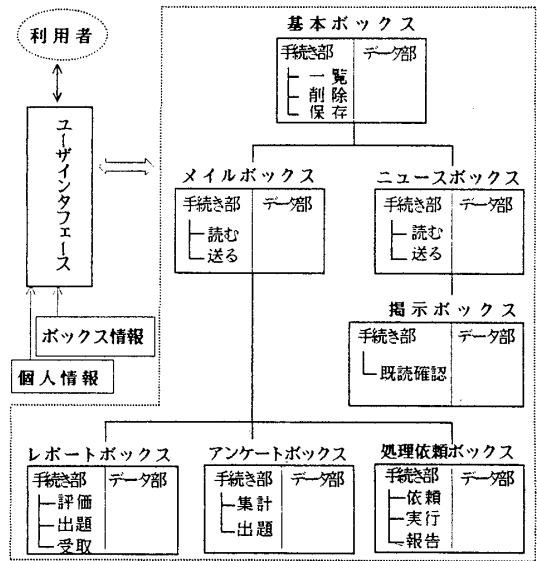 利用者
ユーザインタフェース
ボックス情報
個人情報
基本ボックス
手続き部 データ部
一覧
削除
保存
メイルボックス
手続き部 データ部
読む
送る
ニュースボックス
手続き部 データ部
読む
送る
掲示ボックス
手続き部 データ部
既読確認
レポートボックス
手続き部 データ部
評価
出題
受取
アンケートボックス
手続き部 データ部
集計
出題
処理依頼ボックス
手続き部 データ部
依頼
実行
報告